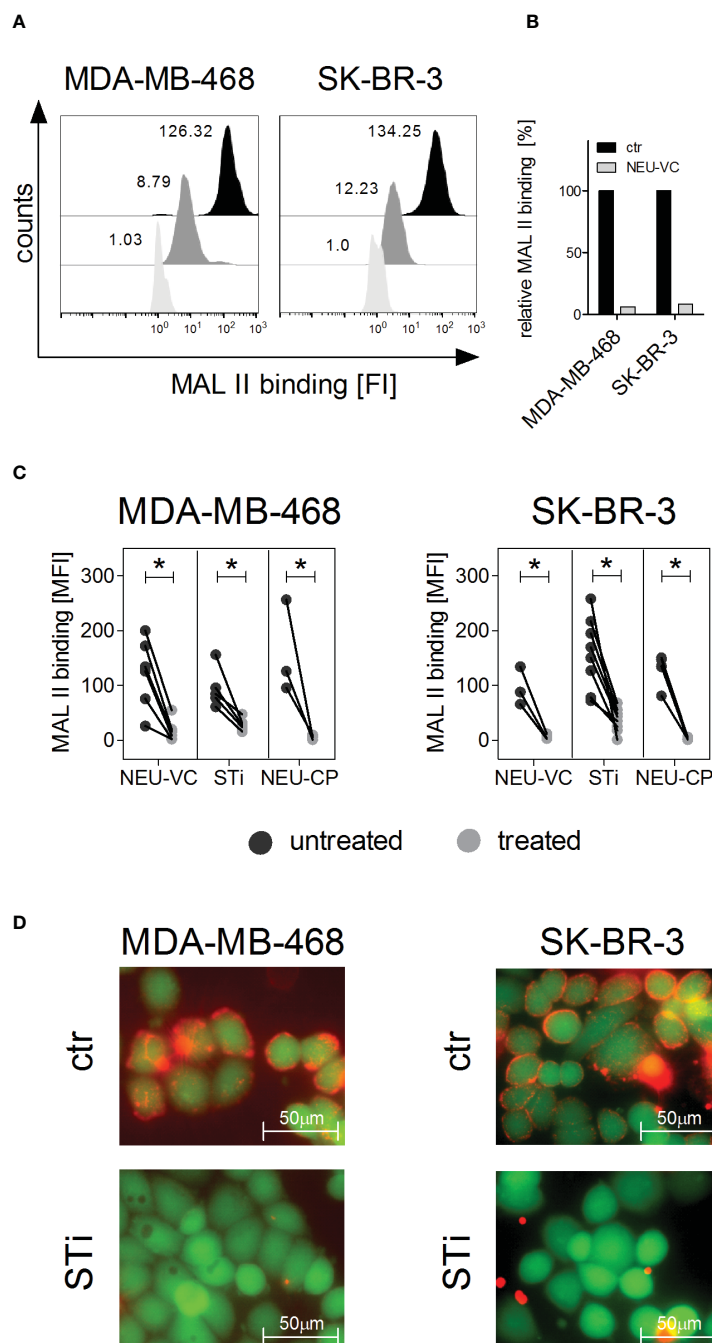 A
MDA-MB-468
SK-BR-3
126.32
8.79
1.03
134.25
12.23
1.0
counts
10⁰ 10¹ 10² 10³
10⁰ 10¹ 10² 10³
MAL II binding [FI]
B
relative MAL II binding [%]
ctr
NEU-VC
100
50
0
MDA-MB-468
SK-BR-3
C
MDA-MB-468
MAL II binding [MFI]
300
200
100
0
* * *
NEU-VC STi NEU-CP
SK-BR-3
MAL II binding [MFI]
300
200
100
0
* * *
NEU-VC STi NEU-CP
untreated treated
D
MDA-MB-468
SK-BR-3
ctr
50µm
ctr
50µm
STi
50µm
STi
50µm